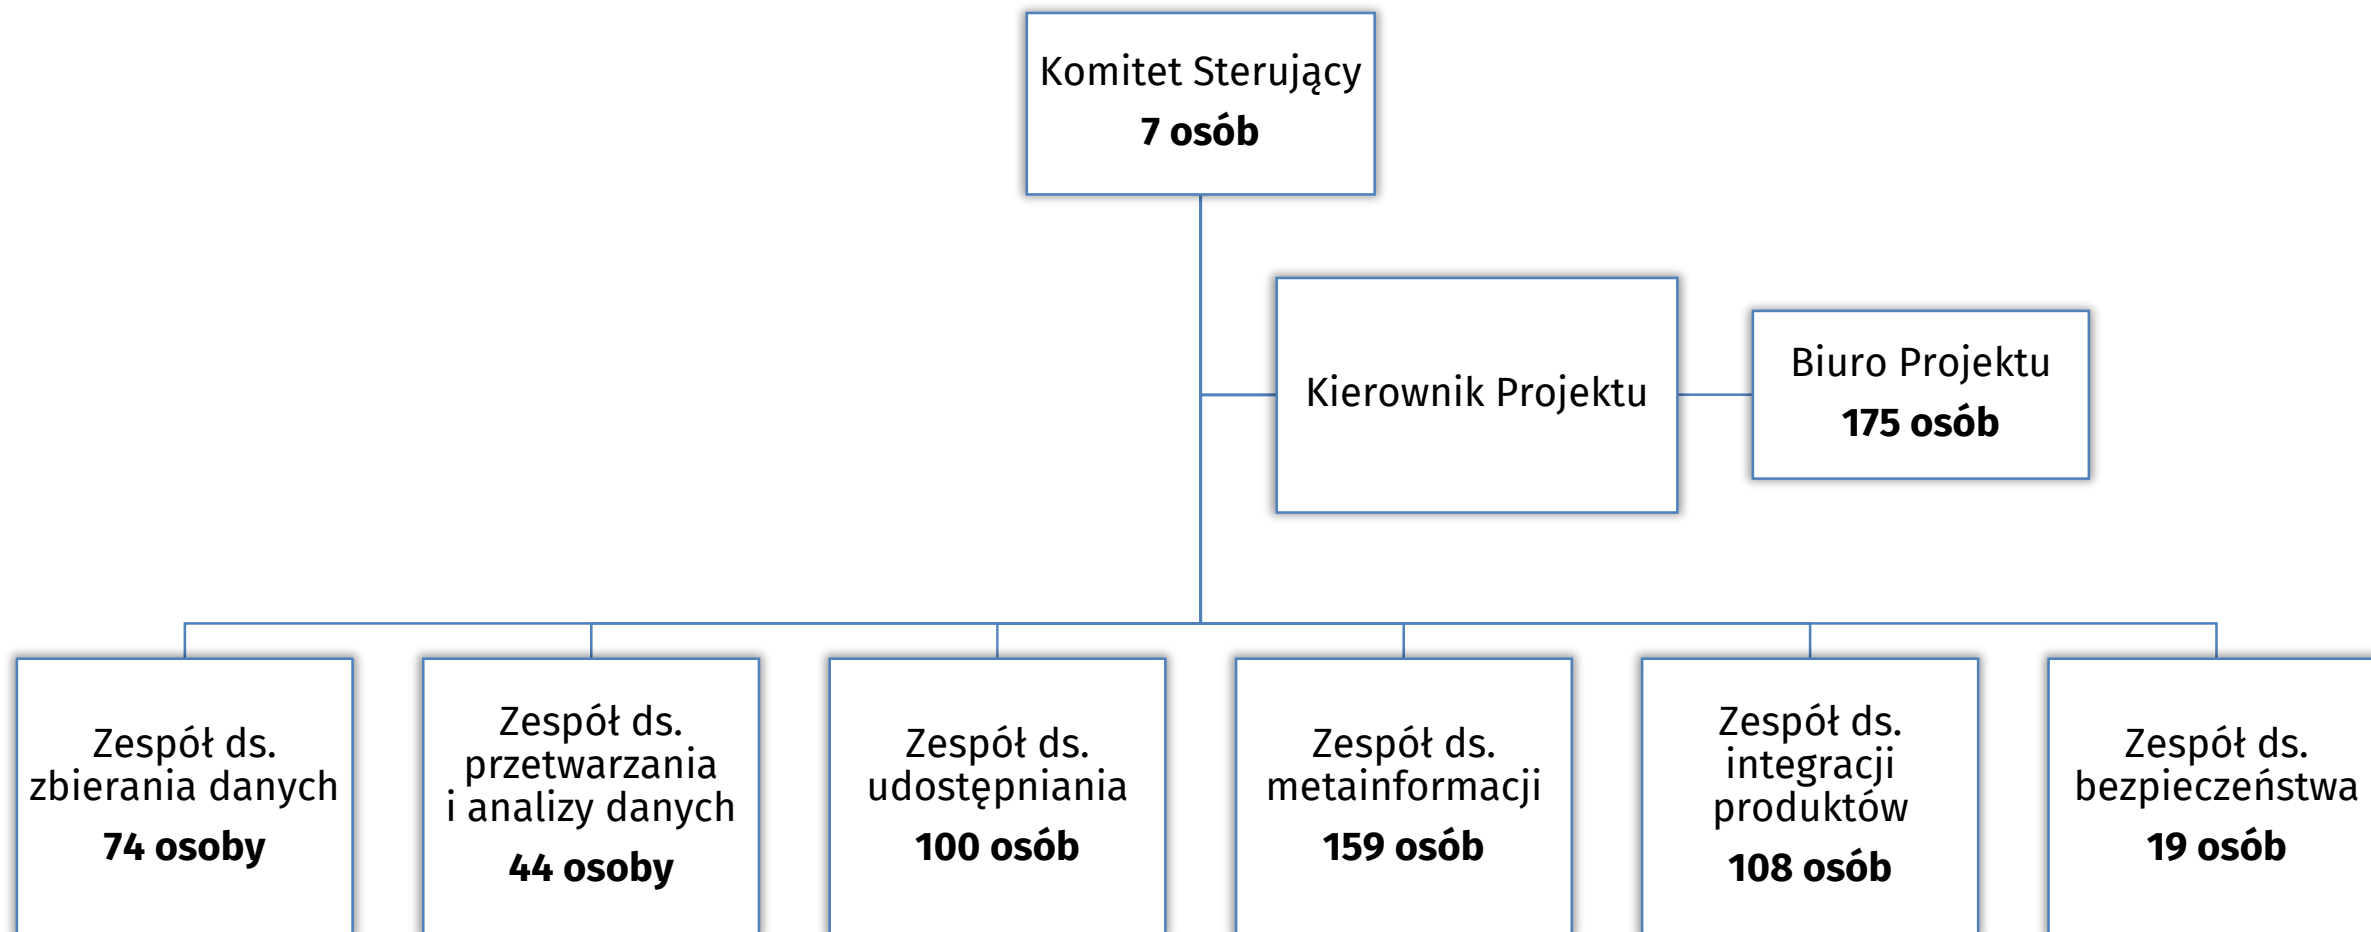 Komitet Sterujący
7 osób
Kierownik Projektu
Biuro Projektu
175 osób
Zespół ds.
zbierania danych
74 osoby
Zespół ds.
przetwarzania
i analizy danych
44 osoby
Zespół ds.
udostępniania
100 osób
Zespół ds.
metainformacji
159 osób
Zespół ds.
integracji
produktów
108 osób
Zespół ds.
bezpieczeństwa
19 osób